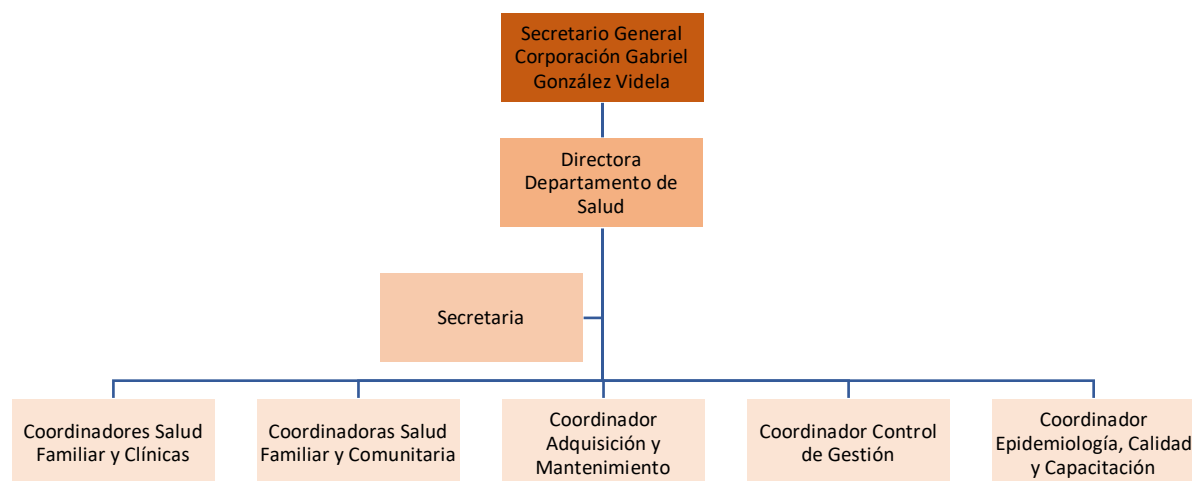 Secretario General
Corporación Gabriel
González Videla
Directora
Departamento de
Salud
Secretaria
Coordinadores Salud
Familiar y Clínicas
Coordinadoras Salud
Familiar y Comunitaria
Coordinador
Adquisición y
Mantenimiento
Coordinador Control
de Gestión
Coordinador
Epidemiología, Calidad
y Capacitación